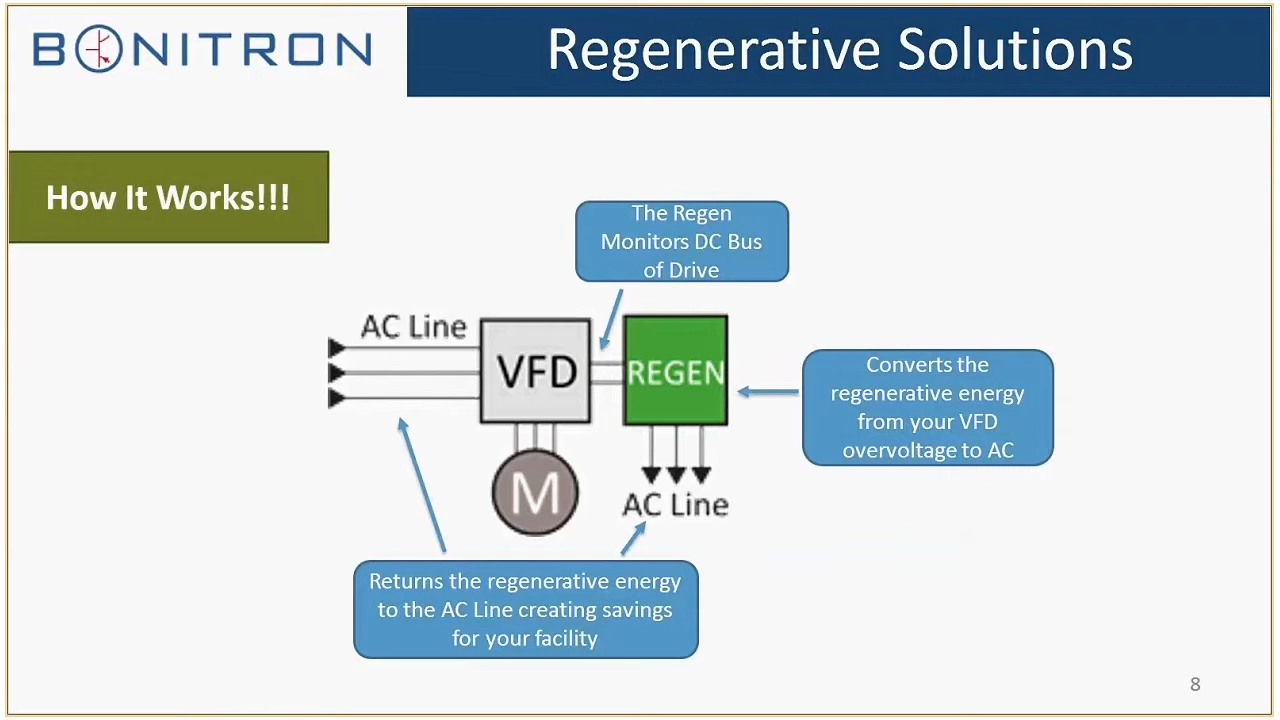 BONITRON
Regenerative Solutions
How It Works!!!
The Regen
Monitors DC Bus
of Drive
AC Line
VFD
REGEN
Converts the
regenerative energy
from your VFD
overvoltage to AC
M
AC Line
Returns the regenerative energy
to the AC Line creating savings
for your facility
8